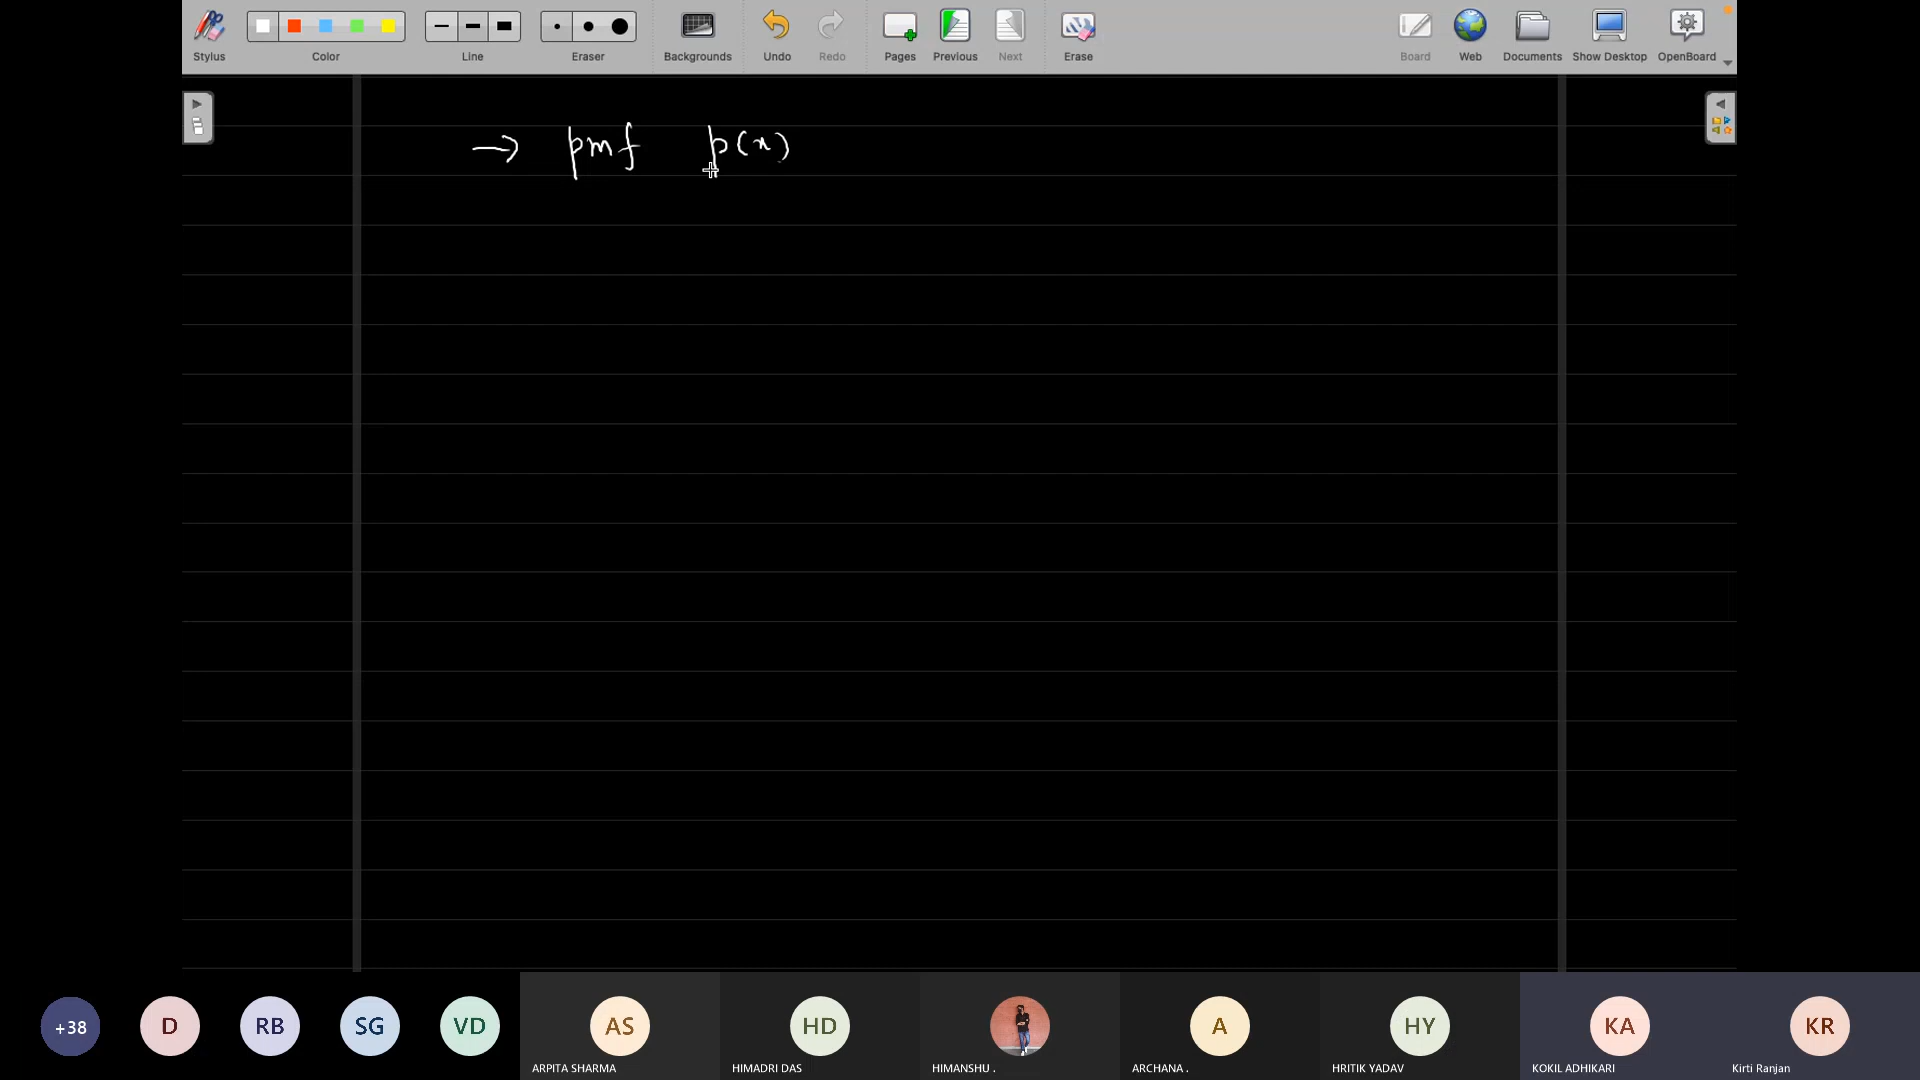 Stylus Color Line Eraser Backgrounds Undo Redo Pages Previous Next Erase Board Web Documents Show Desktop OpenBoard
→ pmf p(x)
+38 D RB SG VD AS HD A HY KA KR
ARPITA SHARMA HIMADRI DAS HIMANSHU . ARCHANA . HRITIK YADAV KOKIL ADHIKARI Kirti Ranjan